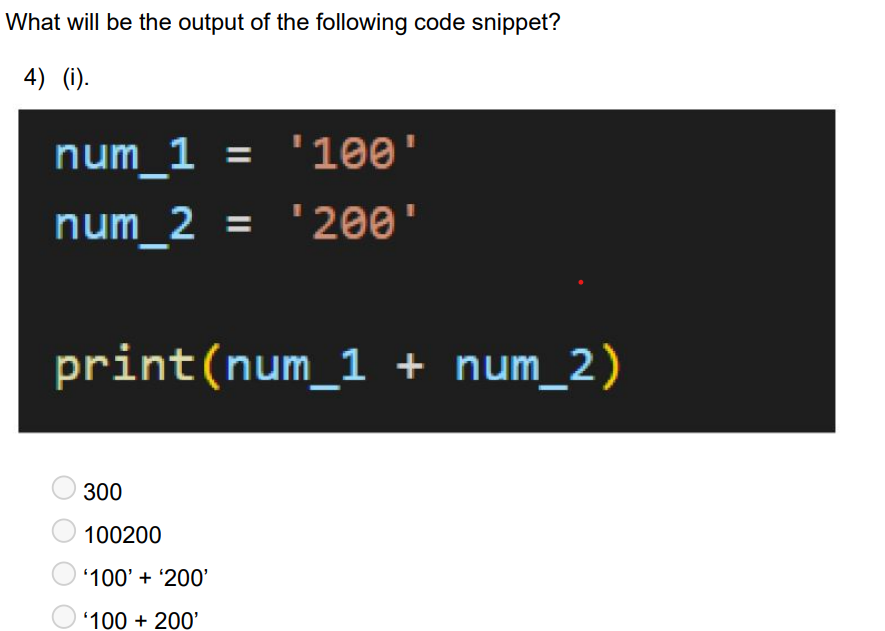 What will be the output of the following code snippet?
4) (i).
num_1 = '100'
num_2 = '200'
print(num_1 + num_2)
300
100200
‘100’ + ‘200’
‘100 + 200’